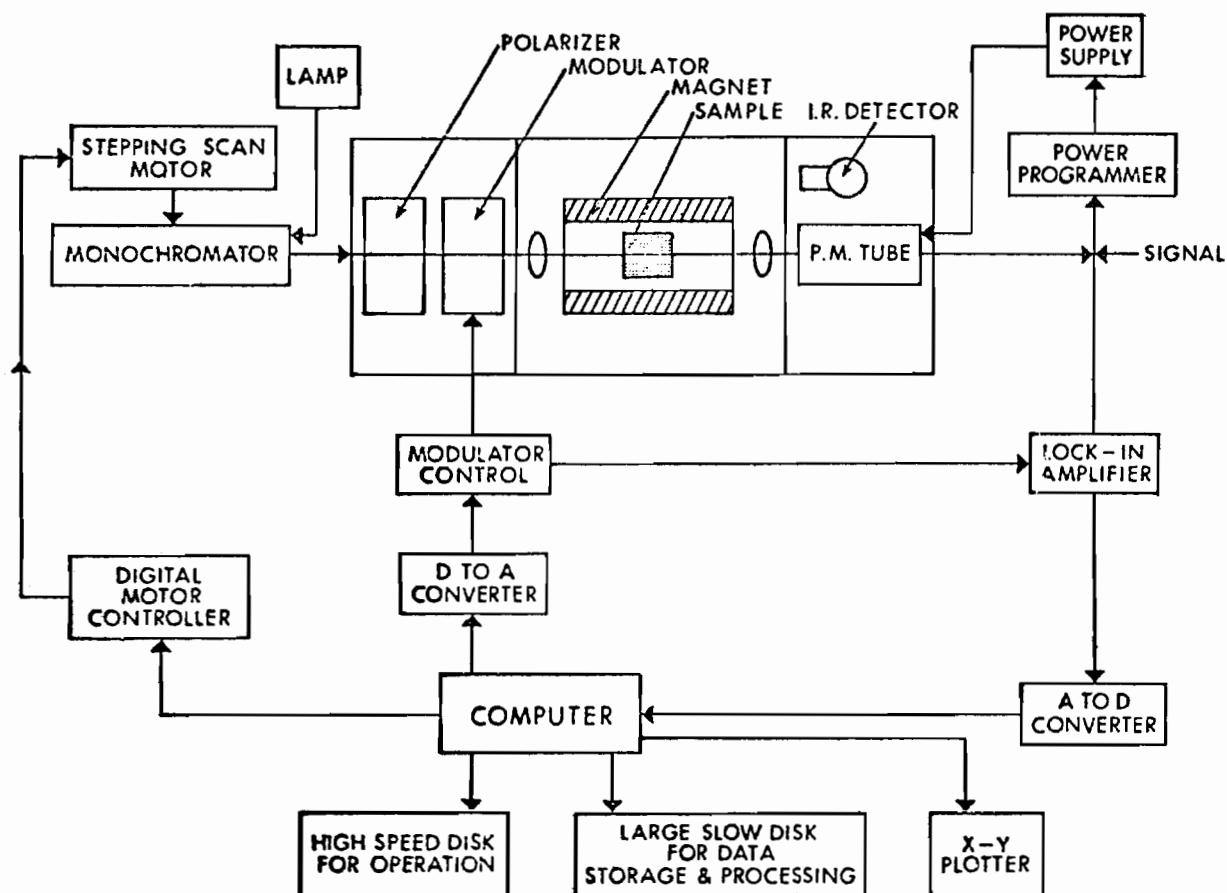 POLARIZER
MODULATOR
MAGNET
SAMPLE
I.R. DETECTOR
POWER
SUPPLY
LAMP
STEPPING SCAN
MOTOR
POWER
PROGRAMMER
MONOCHROMATOR
P.M. TUBE
SIGNAL
MODULATOR
CONTROL
LOCK-IN
AMPLIFIER
DIGITAL
MOTOR
CONTROLLER
D TO A
CONVERTER
COMPUTER
A TO D
CONVERTER
HIGH SPEED DISK
FOR OPERATION
LARGE SLOW DISK
FOR DATA
STORAGE & PROCESSING
X-Y
PLOTTER